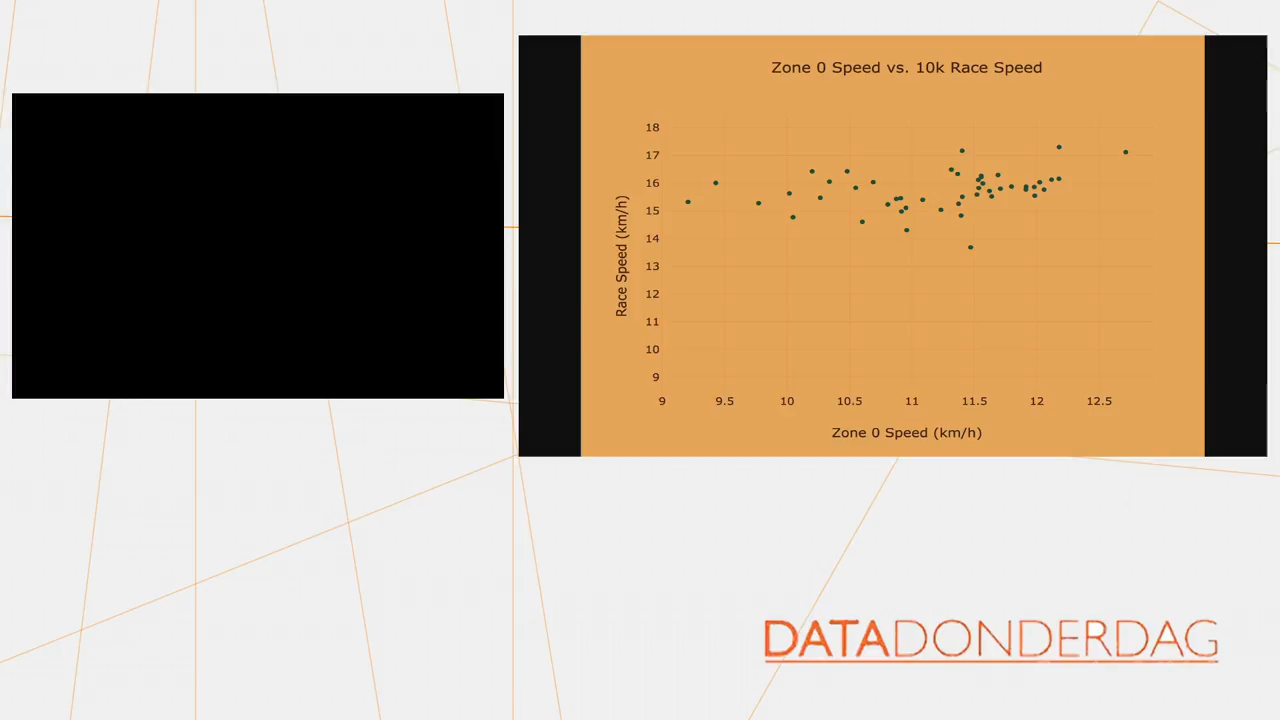 Zone 0 Speed vs. 10k Race Speed
18
17
16
15
14
13
12
11
10
9
Race Speed (km/h)
9 9.5 10 10.5 11 11.5 12 12.5
Zone 0 Speed (km/h)
DATADONDERDAG